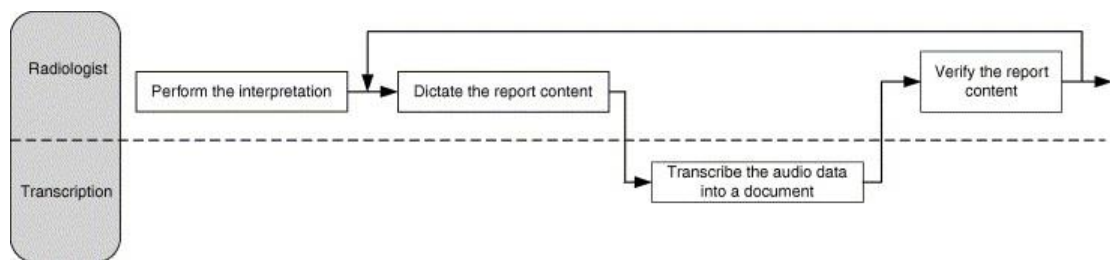 Radiologist
Perform the interpretation
Dictate the report content
Verify the report
content
Transcription
Transcribe the audio data
into a document